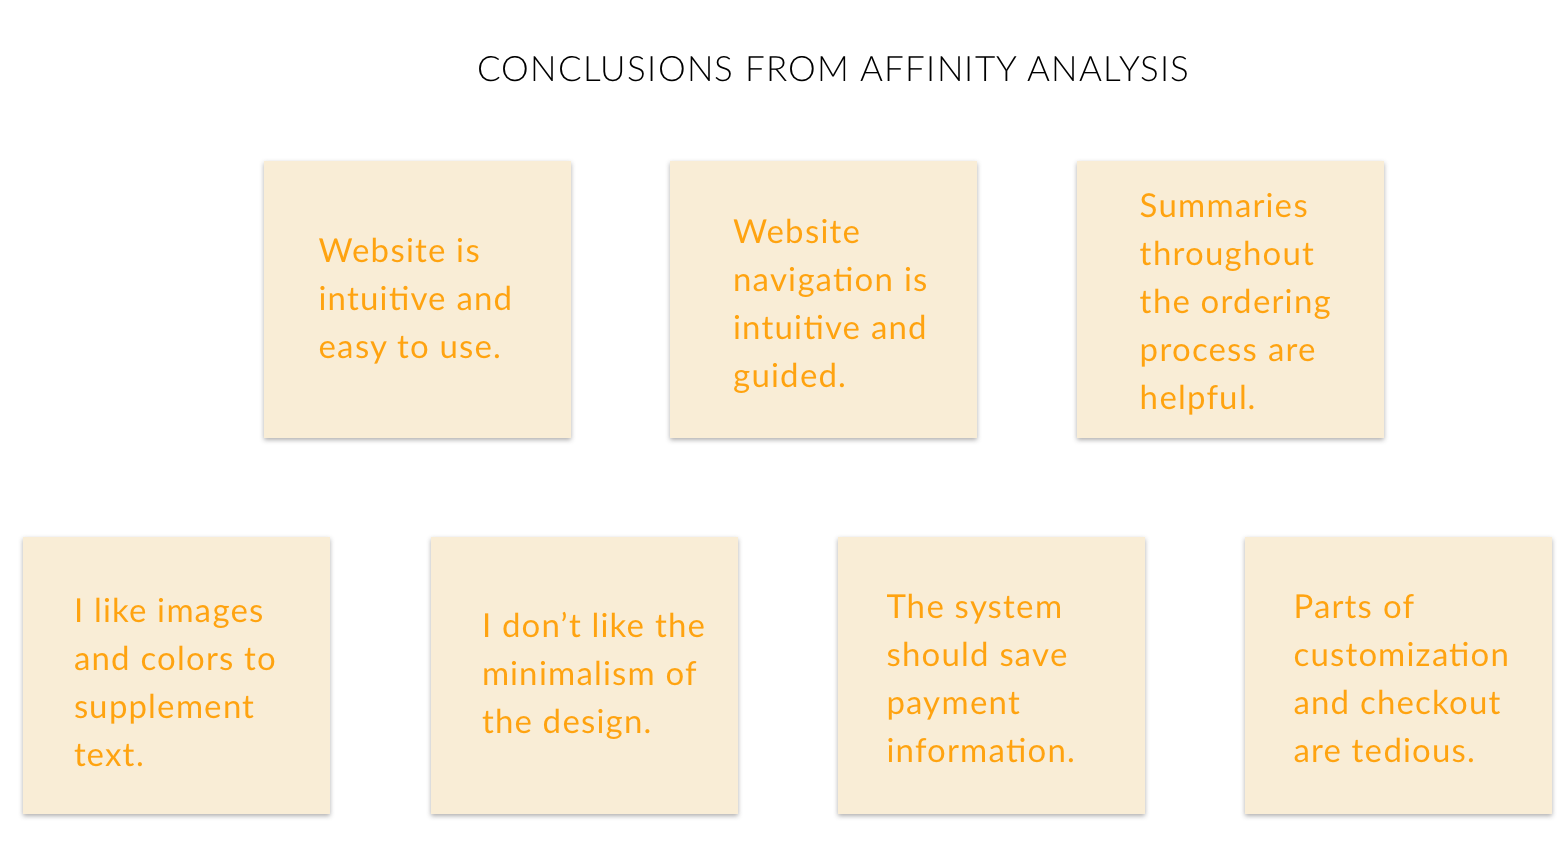 CONCLUSIONS FROM AFFINITY ANALYSIS
Website is
intuitive and
easy to use.
Website
navigation is
intuitive and
guided.
Summaries
throughout
the ordering
process are
helpful.
I like images
and colors to
supplement
text.
I don’t like the
minimalism of
the design.
The system
should save
payment
information.
Parts of
customization
and checkout
are tedious.